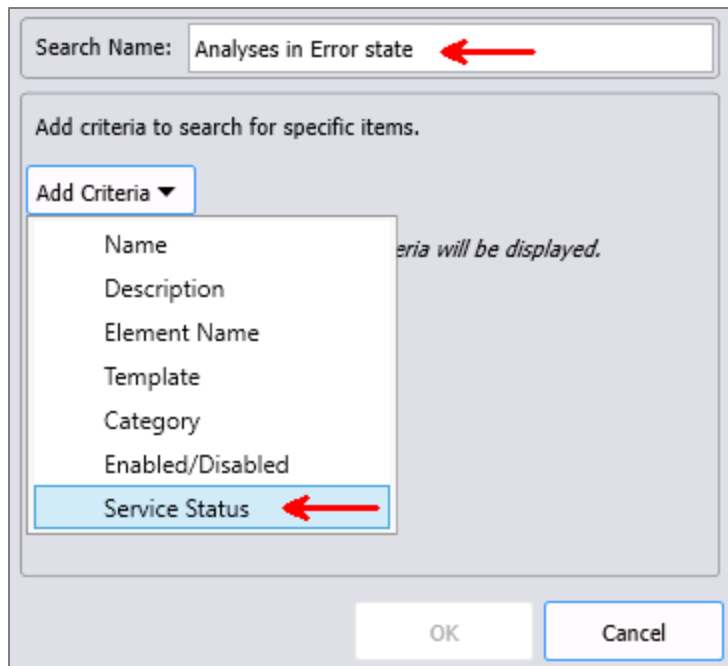 Search Name: Analyses in Error state
Add criteria to search for specific items.
Add Criteria
Name
eria will be displayed.
Description
Element Name
Template
Category
Enabled/Disabled
Service Status
OK Cancel